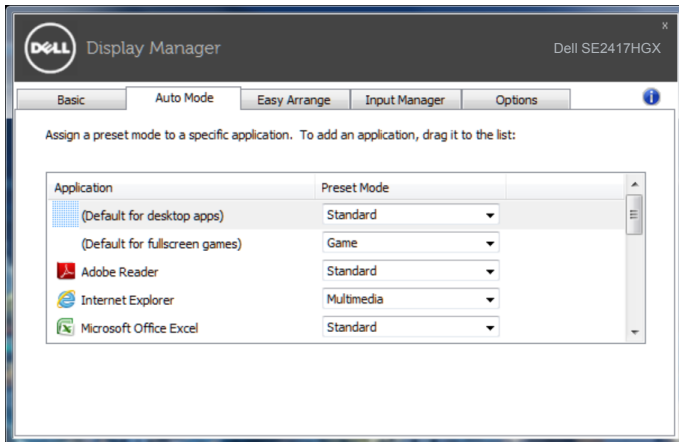 x
DELL Display Manager Dell SE2417HGX
Basic Auto Mode Easy Arrange Input Manager Options
Assign a preset mode to a specific application. To add an application, drag it to the list:
Application Preset Mode
(Default for desktop apps) Standard
(Default for fullscreen games) Game
Adobe Reader Standard
Internet Explorer Multimedia
Microsoft Office Excel Standard